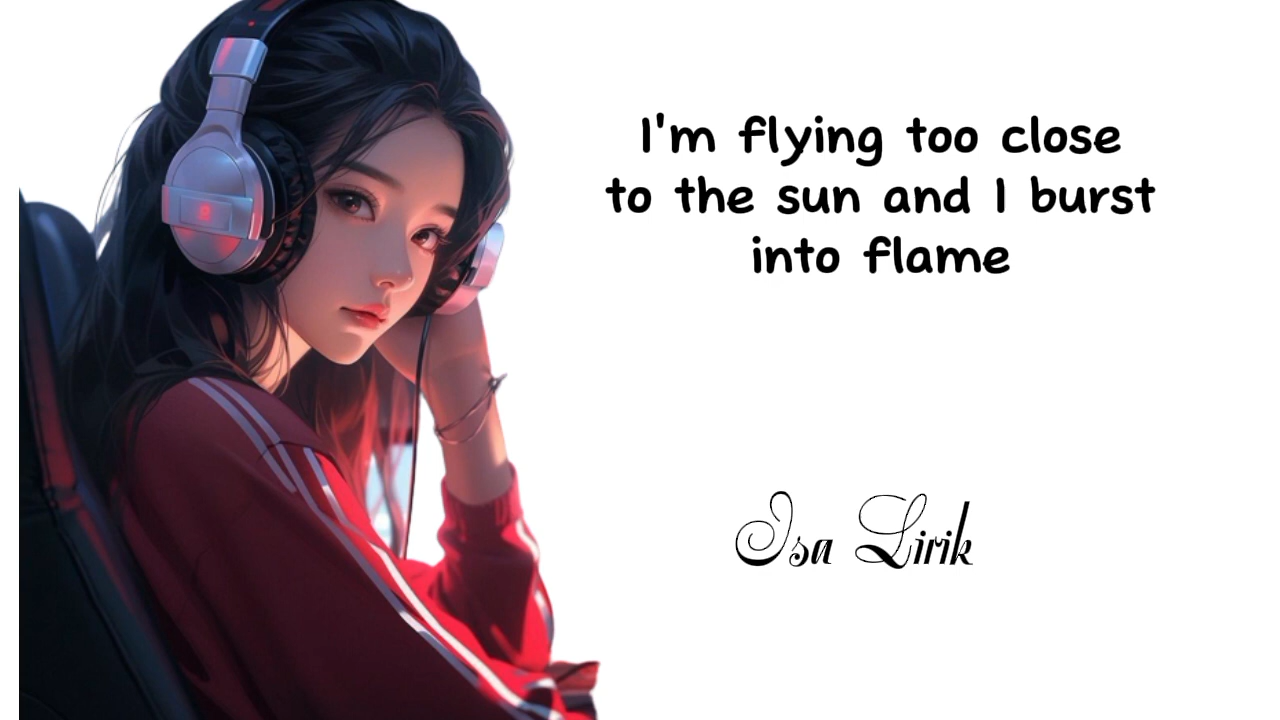 I'm flying too close
to the sun and I burst
into flame
Isa Lirik